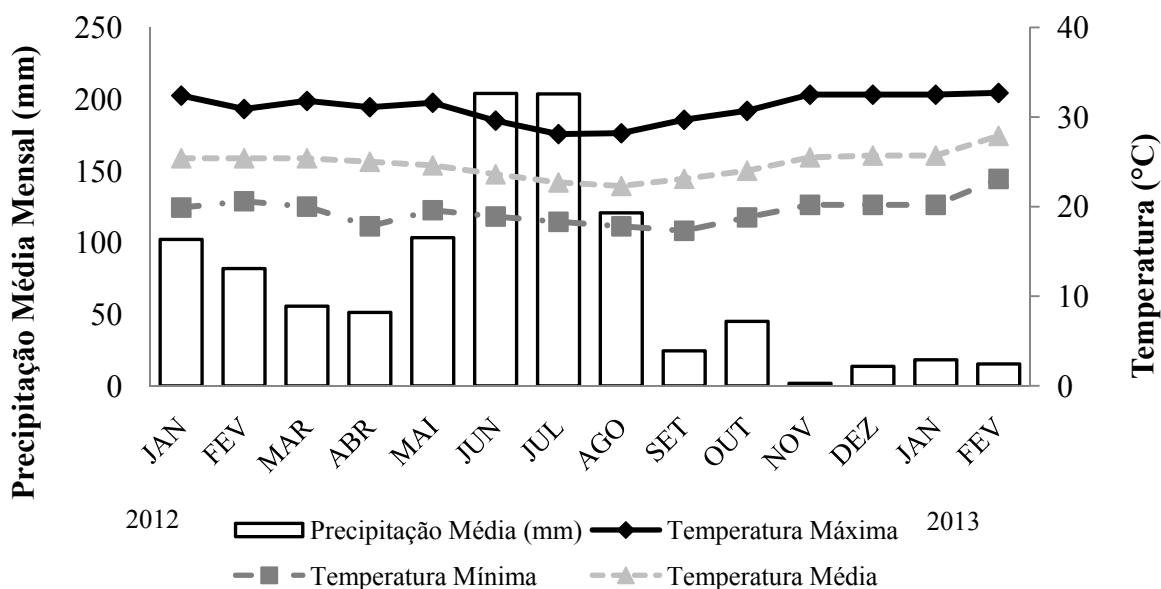 Precipitação Média Mensal (mm)
250
200
150
100
50
0
40
30
20
10
0
Temperatura (°C)
JAN FEV MAR ABR MAI JUN JUL AGO SET OUT NOV DEZ JAN FEV
2012 2013
Precipitação Média (mm) Temperatura Máxima
Temperatura Mínima Temperatura Média